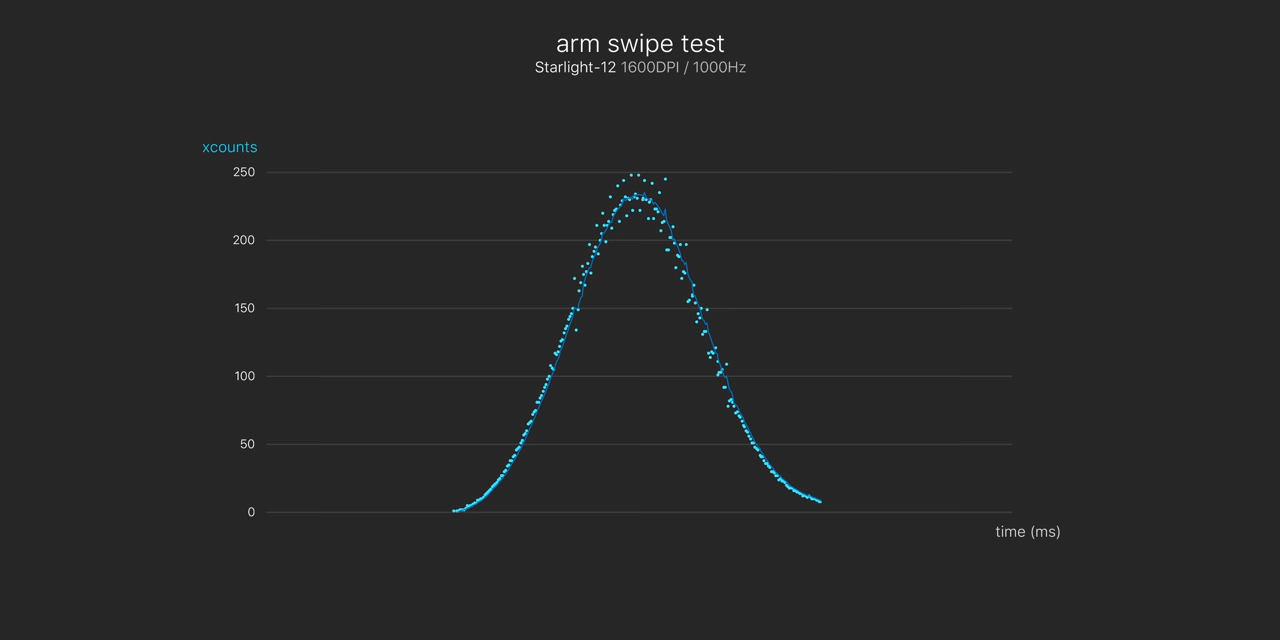 arm swipe test
Starlight-12 1600DPI / 1000Hz
xcounts
250
200
150
100
50
0
time (ms)